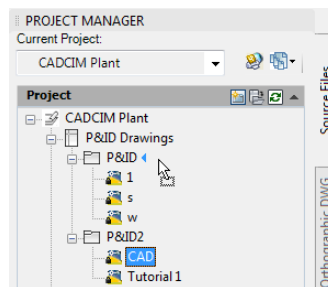 PROJECT MANAGER
Current Project:
CADCIM Plant
Project
CADCIM Plant
P&ID Drawings
P&ID
1
s
w
P&ID2
CAD
Tutorial 1
Source Files
Orthographic DWG